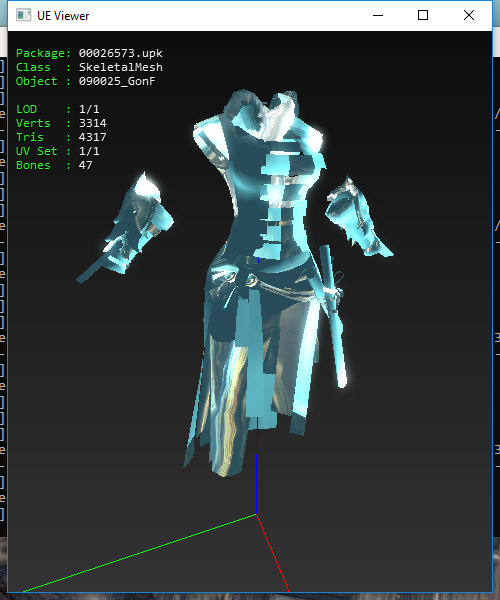 UE Viewer
Package: 00026573.upk
Class : SkeletalMesh
Object : 090025_GonF
LOD : 1/1
Verts : 3314
Tris : 4317
UV Set : 1/1
Bones : 47